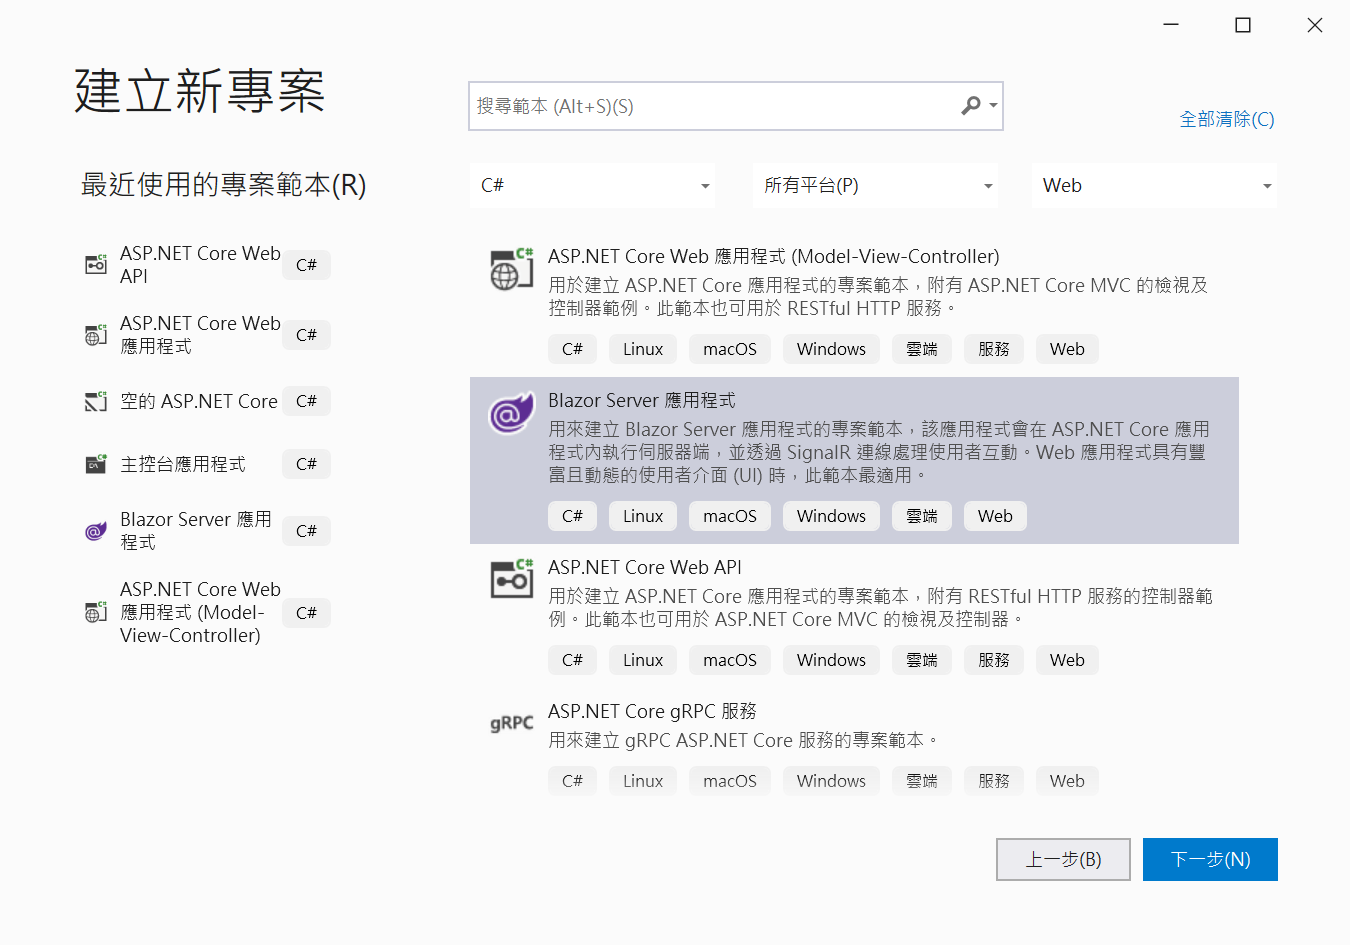 建立新專案
搜尋範本 (Alt+S)(S)
全部清除(C)
最近使用的專案範本(R)
C#
所有平台(P)
Web
ASP.NET Core Web
API
C#
ASP.NET Core Web
應用程式
C#
空的 ASP.NET Core
C#
主控台應用程式
C#
Blazor Server 應用
程式
C#
ASP.NET Core Web
應用程式 (Model-
View-Controller)
C#
ASP.NET Core Web 應用程式 (Model-View-Controller)
用於建立 ASP.NET Core 應用程式的專案範本，附有 ASP.NET Core MVC 的檢視及
控制器範例。此範本也可用於 RESTful HTTP 服務。
C# Linux macOS Windows 雲端 服務 Web
Blazor Server 應用程式
用來建立 Blazor Server 應用程式的專案範本，該應用程式會在 ASP.NET Core 應用
程式內執行伺服器端，並透過 SignalR 連線處理使用者互動。Web 應用程式具有豐
富且動態的使用者介面 (UI) 時，此範本最適用。
C# Linux macOS Windows 雲端 Web
ASP.NET Core Web API
用於建立 ASP.NET Core 應用程式的專案範本，附有 RESTful HTTP 服務的控制器範
例。此範本也可用於 ASP.NET Core MVC 的檢視及控制器。
C# Linux macOS Windows 雲端 服務 Web
gRPC
ASP.NET Core gRPC 服務
用來建立 gRPC ASP.NET Core 服務的專案範本。
C# Linux macOS Windows 雲端 服務 Web
上一步(B)
下一步(N)